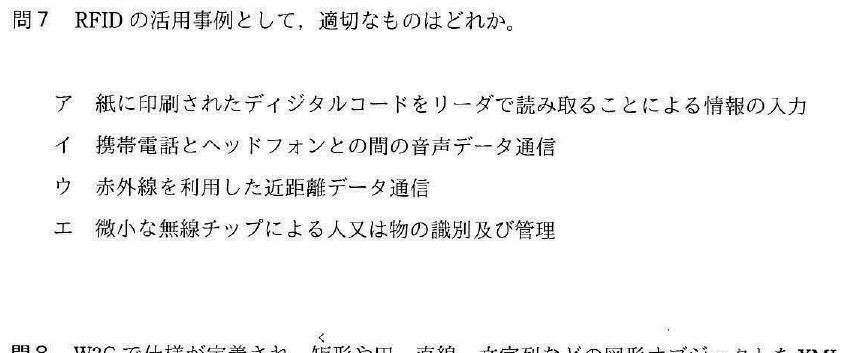 問7 RFID の活用事例として，適切なものはどれか。
ア 紙に印刷されたディジタルコードをリーダで読み取ることによる情報の入力
イ 携帯電話とヘッドフォンとの間の音声データ通信
ウ 赤外線を利用した近距離データ通信
エ 微小な無線チップによる人又は物の識別及び管理